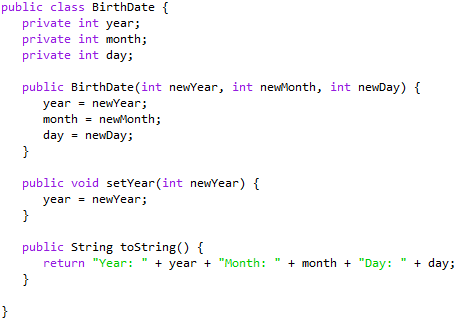 public class BirthDate {
private int year;
private int month;
private int day;
public BirthDate(int newYear, int newMonth, int newDay) {
year = newYear;
month = newMonth;
day = newDay;
}
public void setYear(int newYear) {
year = newYear;
}
public String toString() {
return "Year: " + year + "Month: " + month + "Day: " + day;
}
}